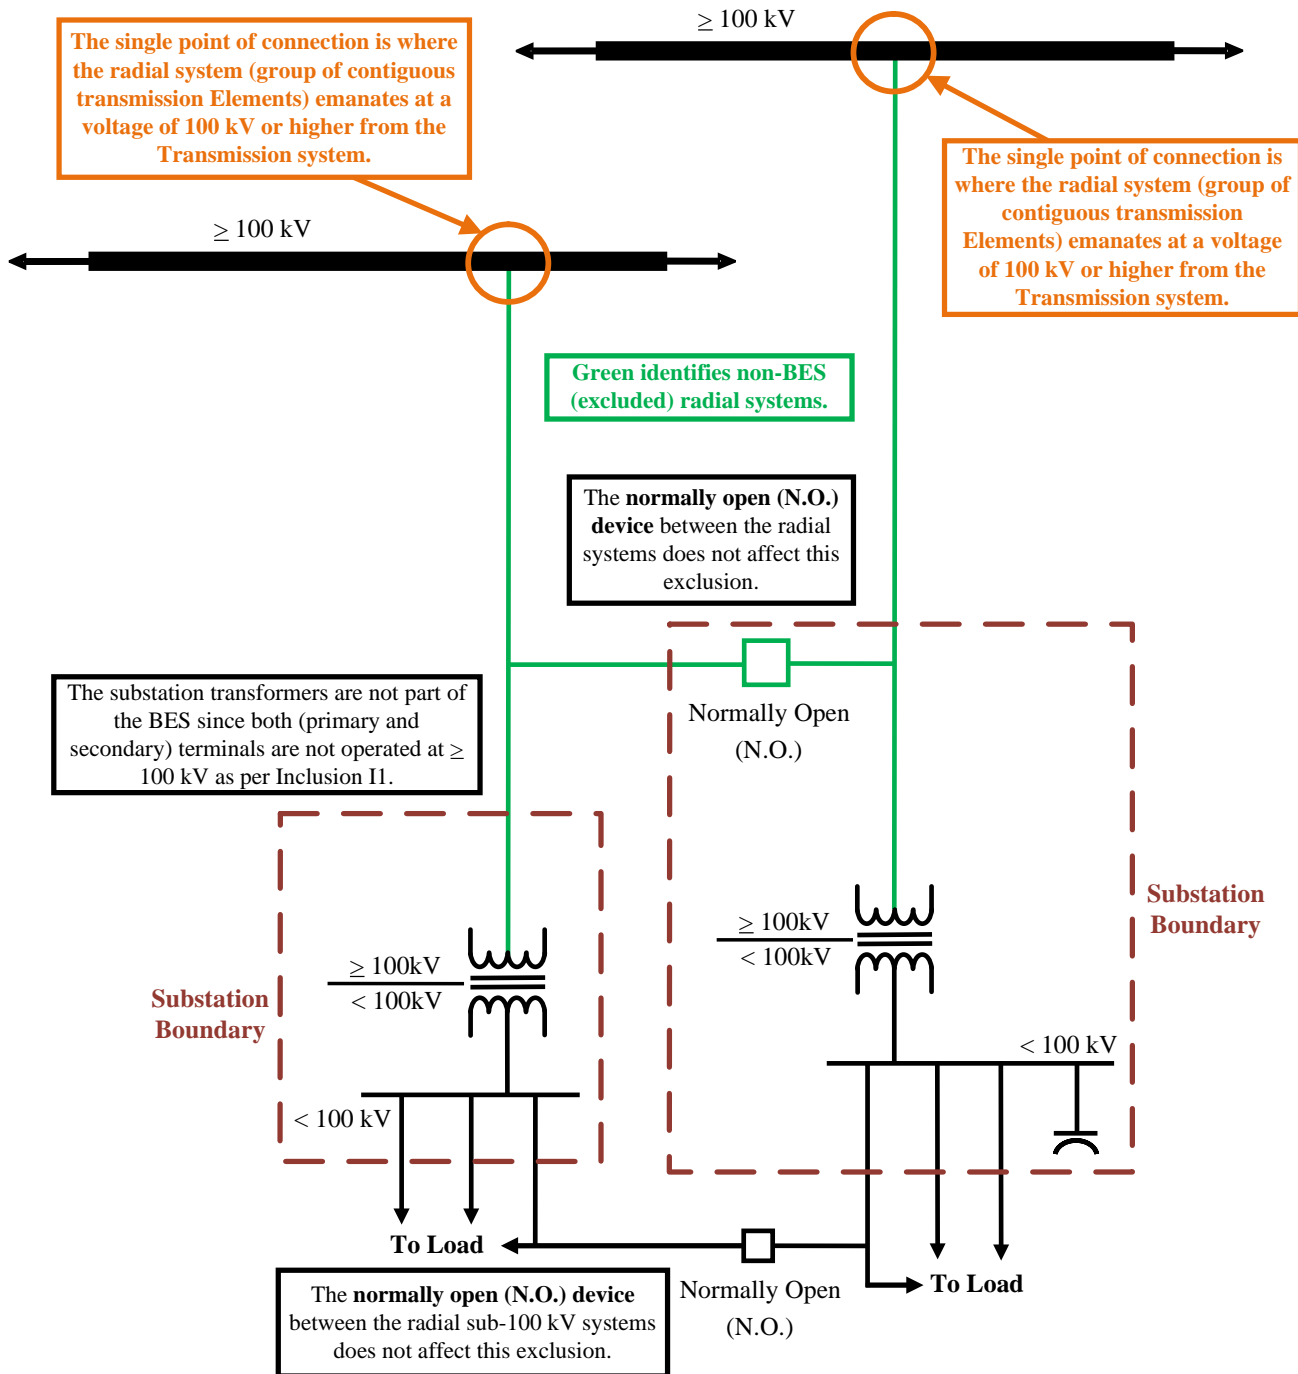 ≥ 100 kV
The single point of connection is where
the radial system (group of contiguous
transmission Elements) emanates at a
voltage of 100 kV or higher from the
Transmission system.
The single point of connection is
where the radial system (group of
contiguous transmission
Elements) emanates at a voltage
of 100 kV or higher from the
Transmission system.
≥ 100 kV
Green identifies non-BES
(excluded) radial systems.
The normally open (N.O.)
device between the radial
systems does not affect this
exclusion.
The substation transformers are not part of
the BES since both (primary and
secondary) terminals are not operated at ≥
100 kV as per Inclusion I1.
Normally Open
(N.O.)
Substation
Boundary
≥ 100kV
< 100kV
≥ 100kV
< 100kV
Substation
Boundary
< 100 kV
< 100 kV
To Load
To Load
The normally open (N.O.) device
between the radial sub-100 kV systems
does not affect this exclusion.
Normally Open
(N.O.)